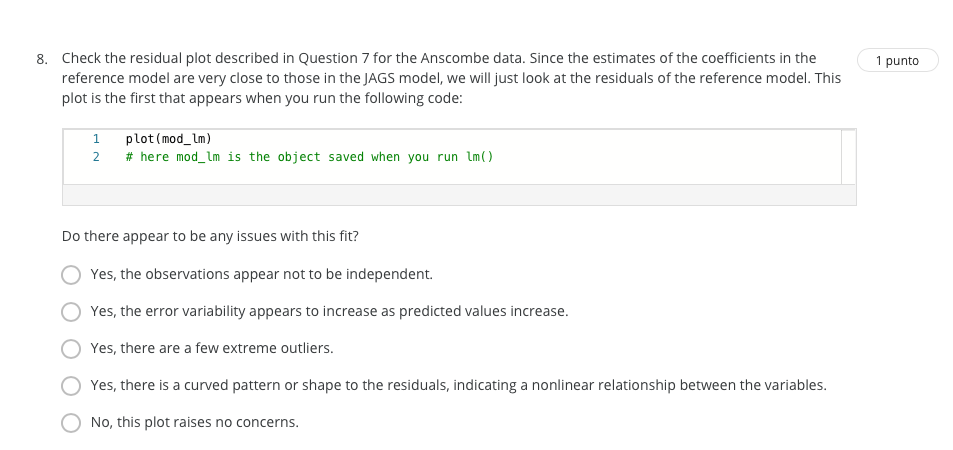 8. Check the residual plot described in Question 7 for the Anscombe data. Since the estimates of the coefficients in the
1 punto
reference model are very close to those in the JAGS model, we will just look at the residuals of the reference model. This
plot is the first that appears when you run the following code:
1 plot(mod_lm)
2 # here mod_lm is the object saved when you run lm()
Do there appear to be any issues with this fit?
Yes, the observations appear not to be independent.
Yes, the error variability appears to increase as predicted values increase.
Yes, there are a few extreme outliers.
Yes, there is a curved pattern or shape to the residuals, indicating a nonlinear relationship between the variables.
No, this plot raises no concerns.